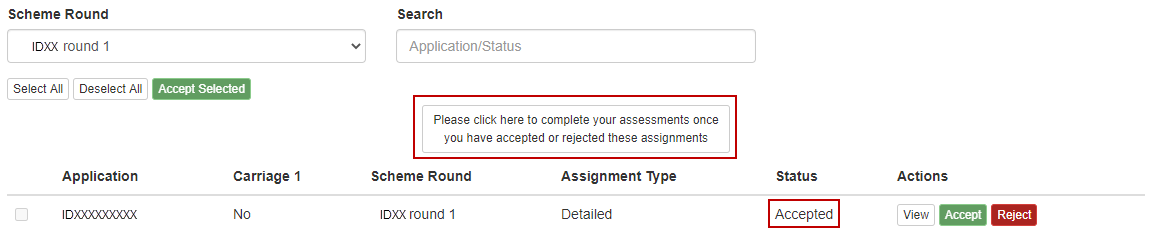 Scheme Round Search
IDXX round 1 Application/Status
Select All Deselect All Accept Selected
Please click here to complete your assessments once
you have accepted or rejected these assignments
Application Carriage 1 Scheme Round Assignment Type Status Actions
IDXXXXXXXXX No IDXX round 1 Detailed Accepted View Accept Reject